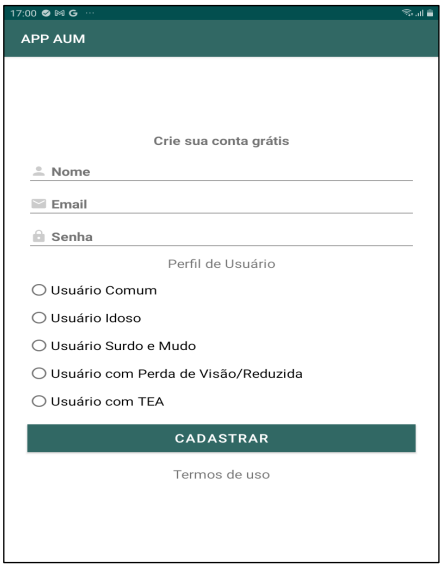 17:00 G ...
APP AUM
Crie sua conta grátis
Nome
Email
Senha
Perfil de Usuário
Usuário Comum
Usuário Idoso
Usuário Surdo e Mudo
Usuário com Perda de Visão/Reduzida
Usuário com TEA
CADASTRAR
Termos de uso